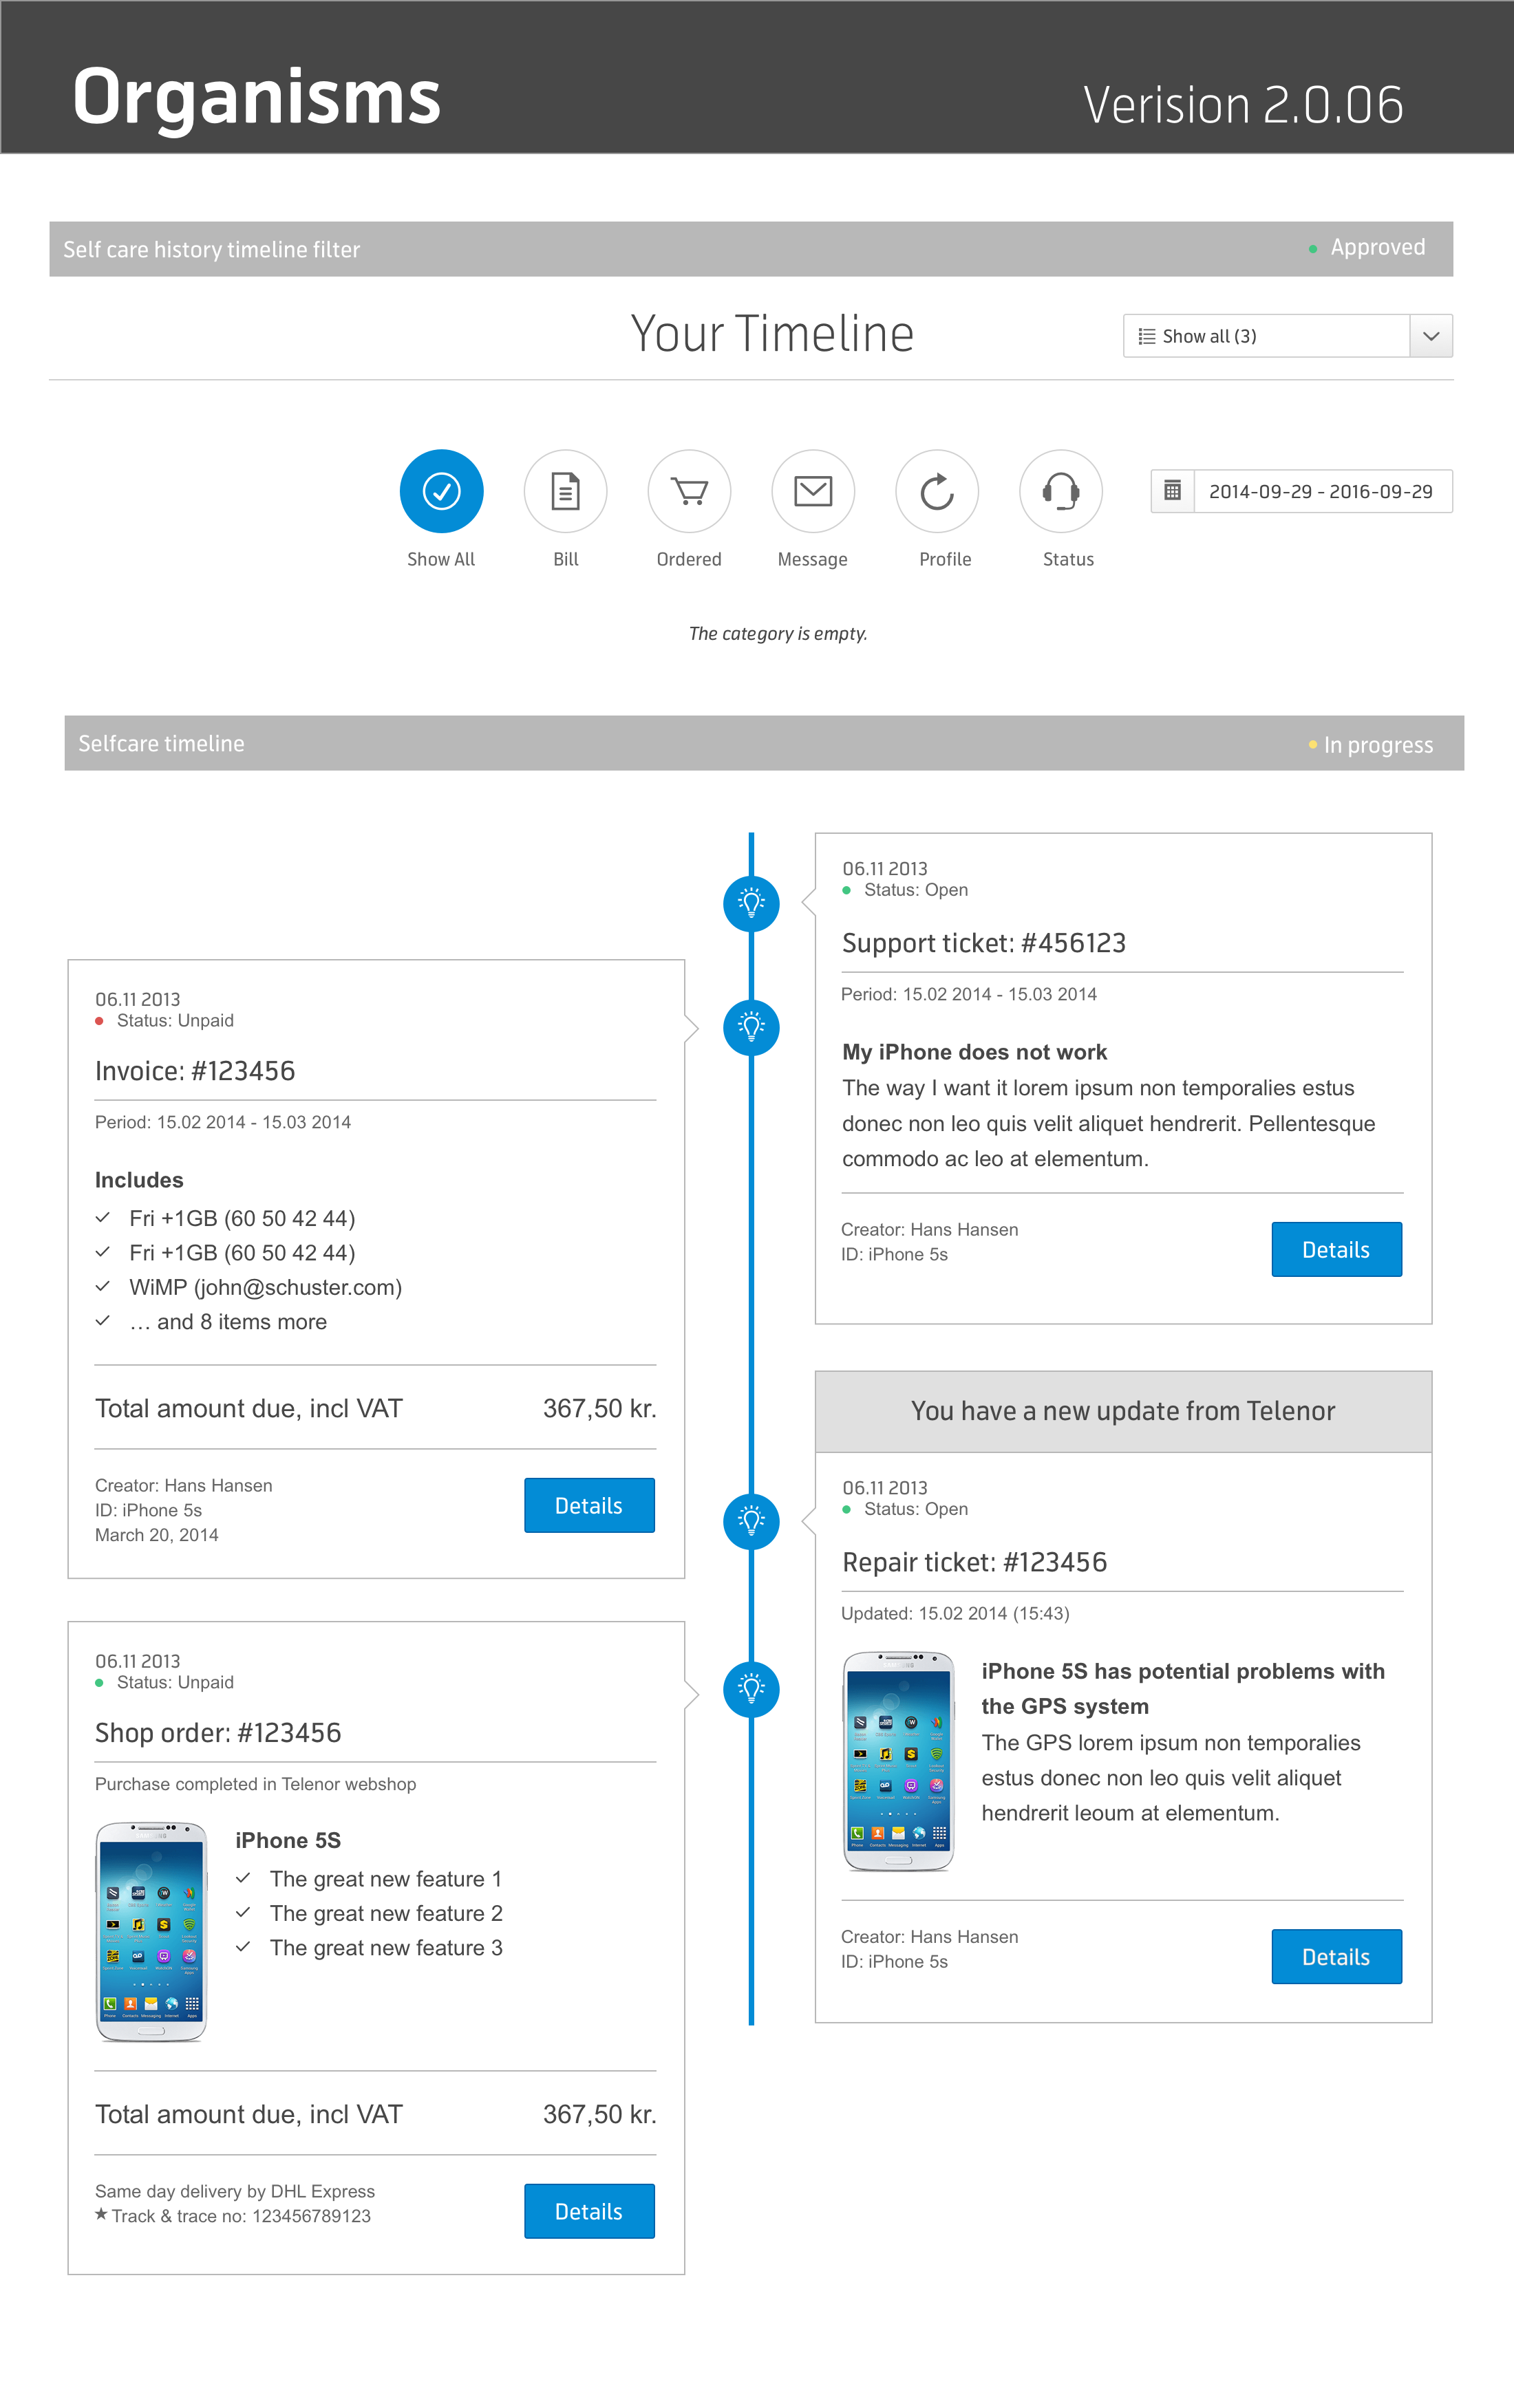 Organisms
Verision 2.0.06
Self care history timeline filter
Approved
Your Timeline
Show all (3)
Show All
Bill
Ordered
Message
Profile
Status
2014-09-29 - 2016-09-29
The category is empty.
Selfcare timeline
In progress
06.11 2013
Status: Open
Support ticket: #456123
Period: 15.02 2014 - 15.03 2014
My iPhone does not work
The way I want it lorem ipsum non temporalies estus
donec non leo quis velit aliquet hendrerit. Pellentesque
commodo ac leo at elementum.
Creator: Hans Hansen
ID: iPhone 5s
Details
06.11 2013
Status: Unpaid
Invoice: #123456
Period: 15.02 2014 - 15.03 2014
Includes
Fri +1GB (60 50 42 44)
Fri +1GB (60 50 42 44)
WiMP (john@schuster.com)
… and 8 items more
Total amount due, incl VAT
367,50 kr.
Creator: Hans Hansen
ID: iPhone 5s
March 20, 2014
Details
You have a new update from Telenor
06.11 2013
Status: Open
Repair ticket: #123456
Updated: 15.02 2014 (15:43)
iPhone 5S has potential problems with
the GPS system
The GPS lorem ipsum non temporalies
estus donec non leo quis velit aliquet
hendrerit leoum at elementum.
Creator: Hans Hansen
ID: iPhone 5s
Details
06.11 2013
Status: Unpaid
Shop order: #123456
Purchase completed in Telenor webshop
iPhone 5S
The great new feature 1
The great new feature 2
The great new feature 3
Total amount due, incl VAT
367,50 kr.
Same day delivery by DHL Express
★ Track & trace no: 123456789123
Details